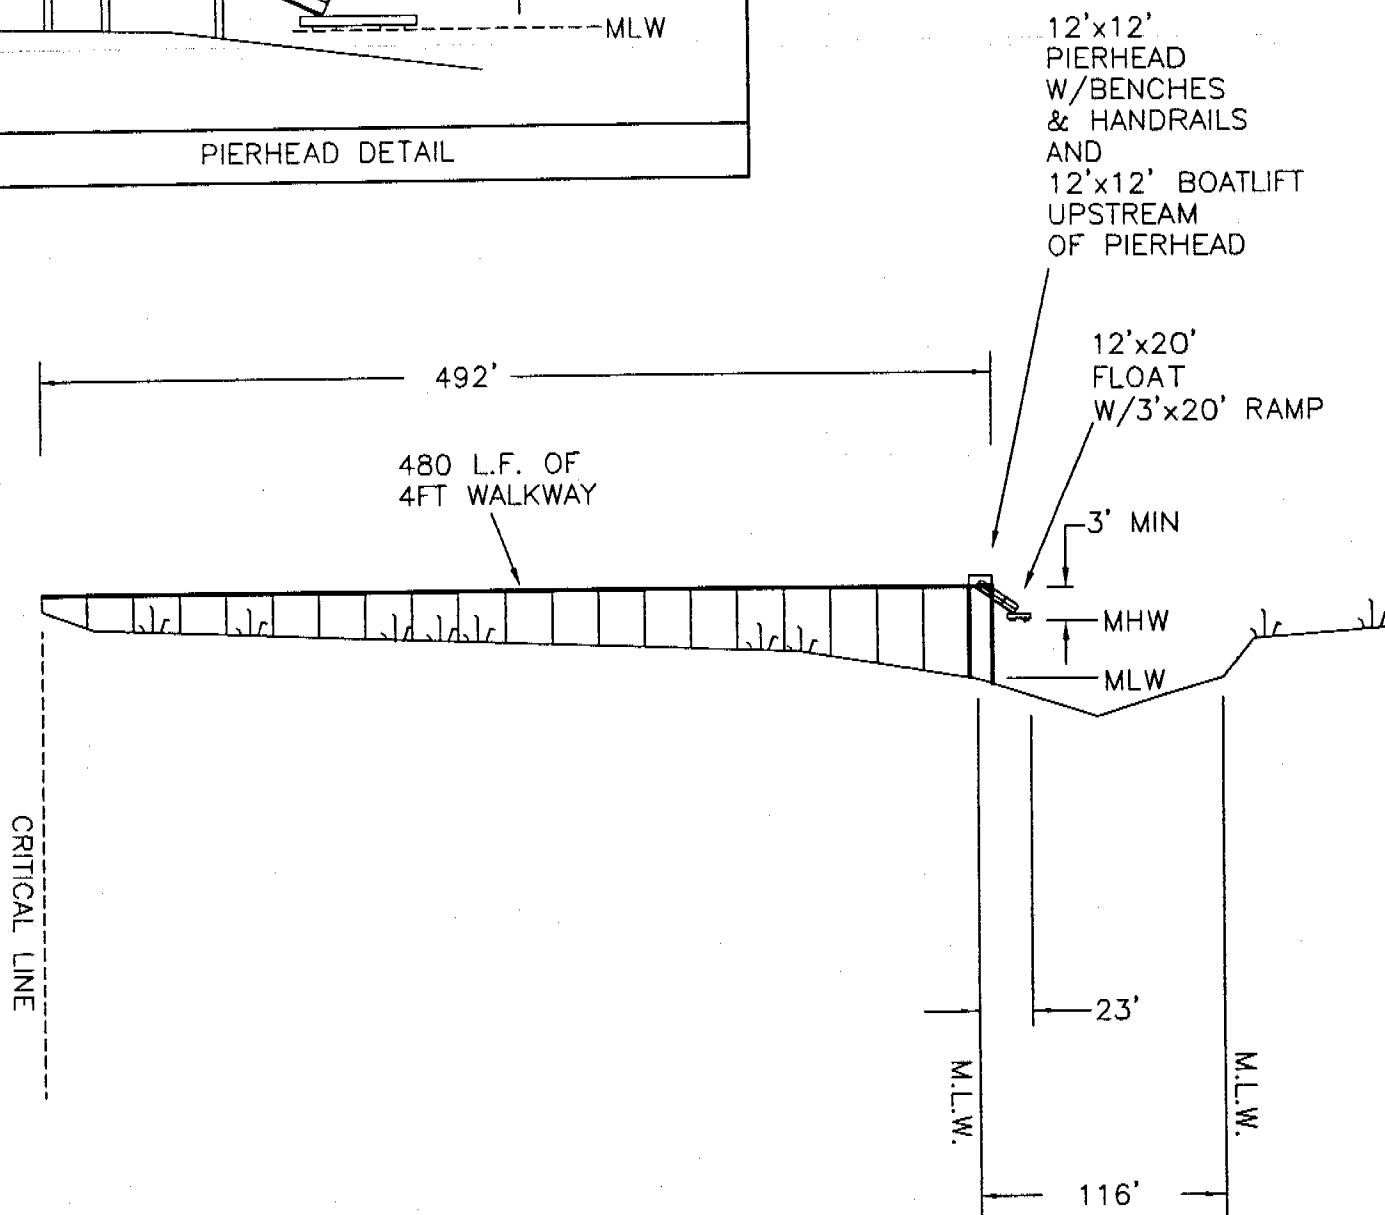 MLW
PIERHEAD DETAIL
12'x12'
PIERHEAD
W/BENCHES
& HANDRAILS
AND
12'x12' BOATLIFT
UPSTREAM
OF PIERHEAD
12'x20'
FLOAT
W/3'x20' RAMP
492'
480 L.F. OF
4FT WALKWAY
3' MIN
MHW
MLW
CRITICAL LINE
23'
M.L.W.
M.L.W.
116'